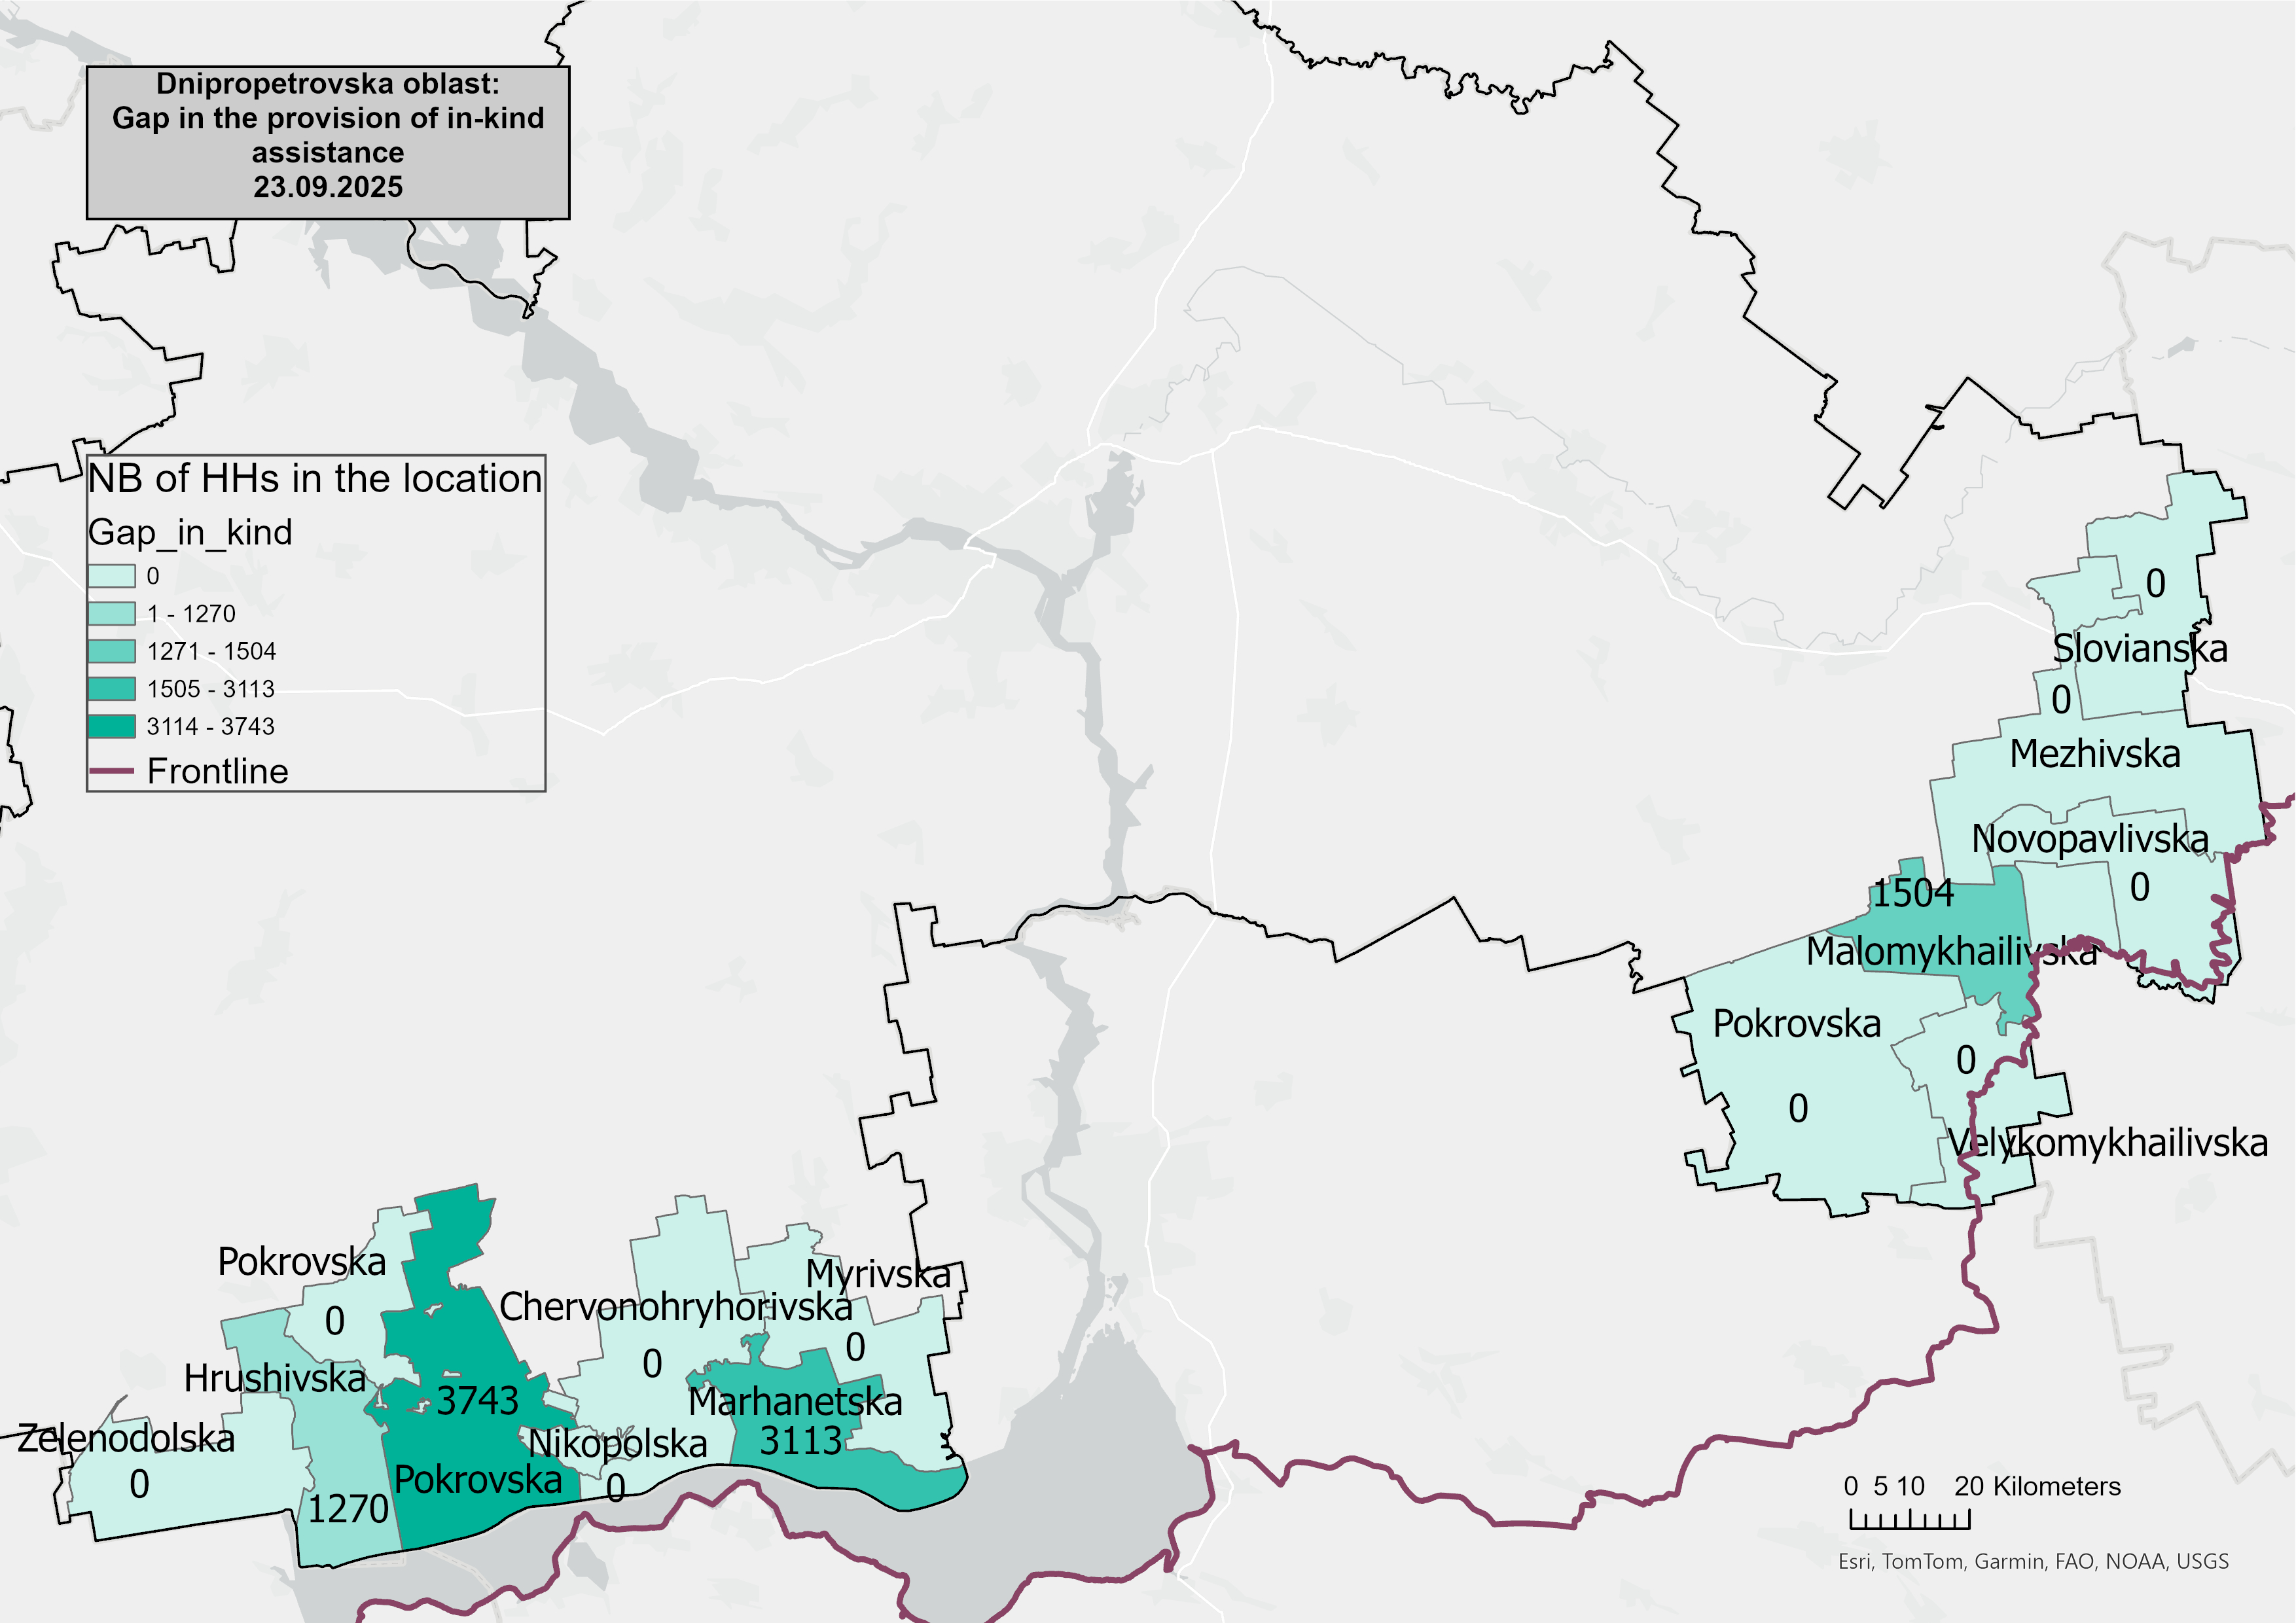 Dnipropetrovska oblast:
Gap in the provision of in-kind
assistance
23.09.2025
NB of HHs in the location
Gap_in_kind
0
1 - 1270
1271 - 1504
1505 - 3113
3114 - 3743
Frontline
0
Slovianska
0
Mezhivska
Novopavlivska
0
1504
Malomykhailivska
Pokrovska
0
0
Velykomykhailivska
Pokrovska
0
Hrushivska
Zelenodolska
0
1270
3743
Pokrovska
Chervonohryhorivska
0
Myrivska
0
Marhanetska
3113
Nikopolska
0
0 5 10 20 Kilometers
Esri, TomTom, Garmin, FAO, NOAA, USGS